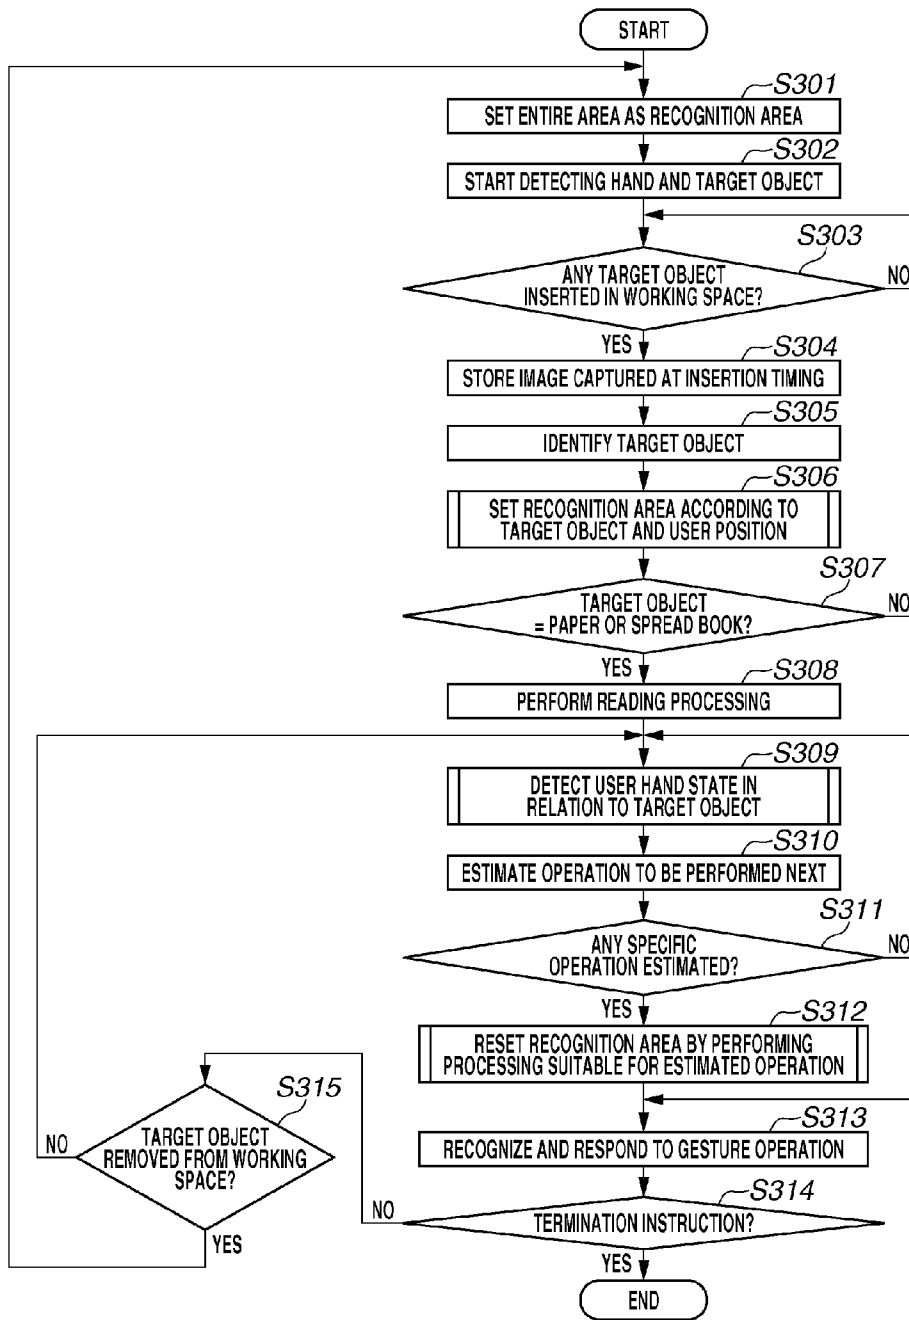 START
S301
SET ENTIRE AREA AS RECOGNITION AREA
S302
START DETECTING HAND AND TARGET OBJECT
S303
ANY TARGET OBJECT
INSERTED IN WORKING SPACE?
NO
YES
S304
STORE IMAGE CAPTURED AT INSERTION TIMING
S305
IDENTIFY TARGET OBJECT
S306
SET RECOGNITION AREA ACCORDING TO
TARGET OBJECT AND USER POSITION
S307
TARGET OBJECT
= PAPER OR SPREAD BOOK?
NO
YES
S308
PERFORM READING PROCESSING
S309
DETECT USER HAND STATE IN
RELATION TO TARGET OBJECT
S310
ESTIMATE OPERATION TO BE PERFORMED NEXT
S311
ANY SPECIFIC
OPERATION ESTIMATED?
NO
YES
S312
RESET RECOGNITION AREA BY PERFORMING
PROCESSING SUITABLE FOR ESTIMATED OPERATION
S313
RECOGNIZE AND RESPOND TO GESTURE OPERATION
S314
TERMINATION INSTRUCTION?
NO
YES
S315
TARGET OBJECT
REMOVED FROM WORKING
SPACE?
NO
YES
END